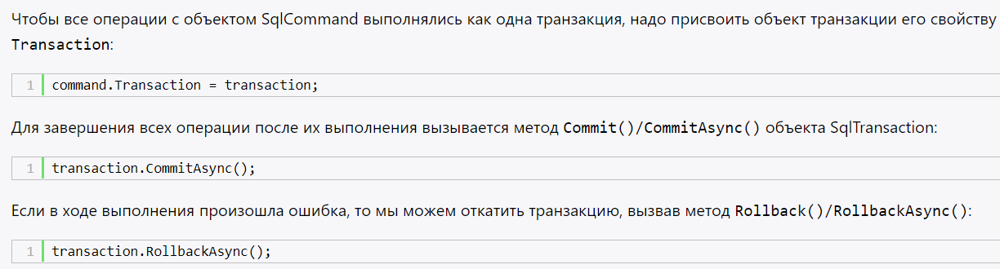 Чтобы все операции с объектом SqlCommand выполнялись как одна транзакция, надо присвоить объект транзакции его свойству
Transaction:
1 command.Transaction = transaction;
Для завершения всех операции после их выполнения вызывается метод Commit()/CommitAsync() объекта SqlTransaction:
1 transaction.CommitAsync();
Если в ходе выполнения произошла ошибка, то мы можем откатить транзакцию, вызвав метод Rollback()/RollbackAsync():
1 transaction.RollbackAsync();